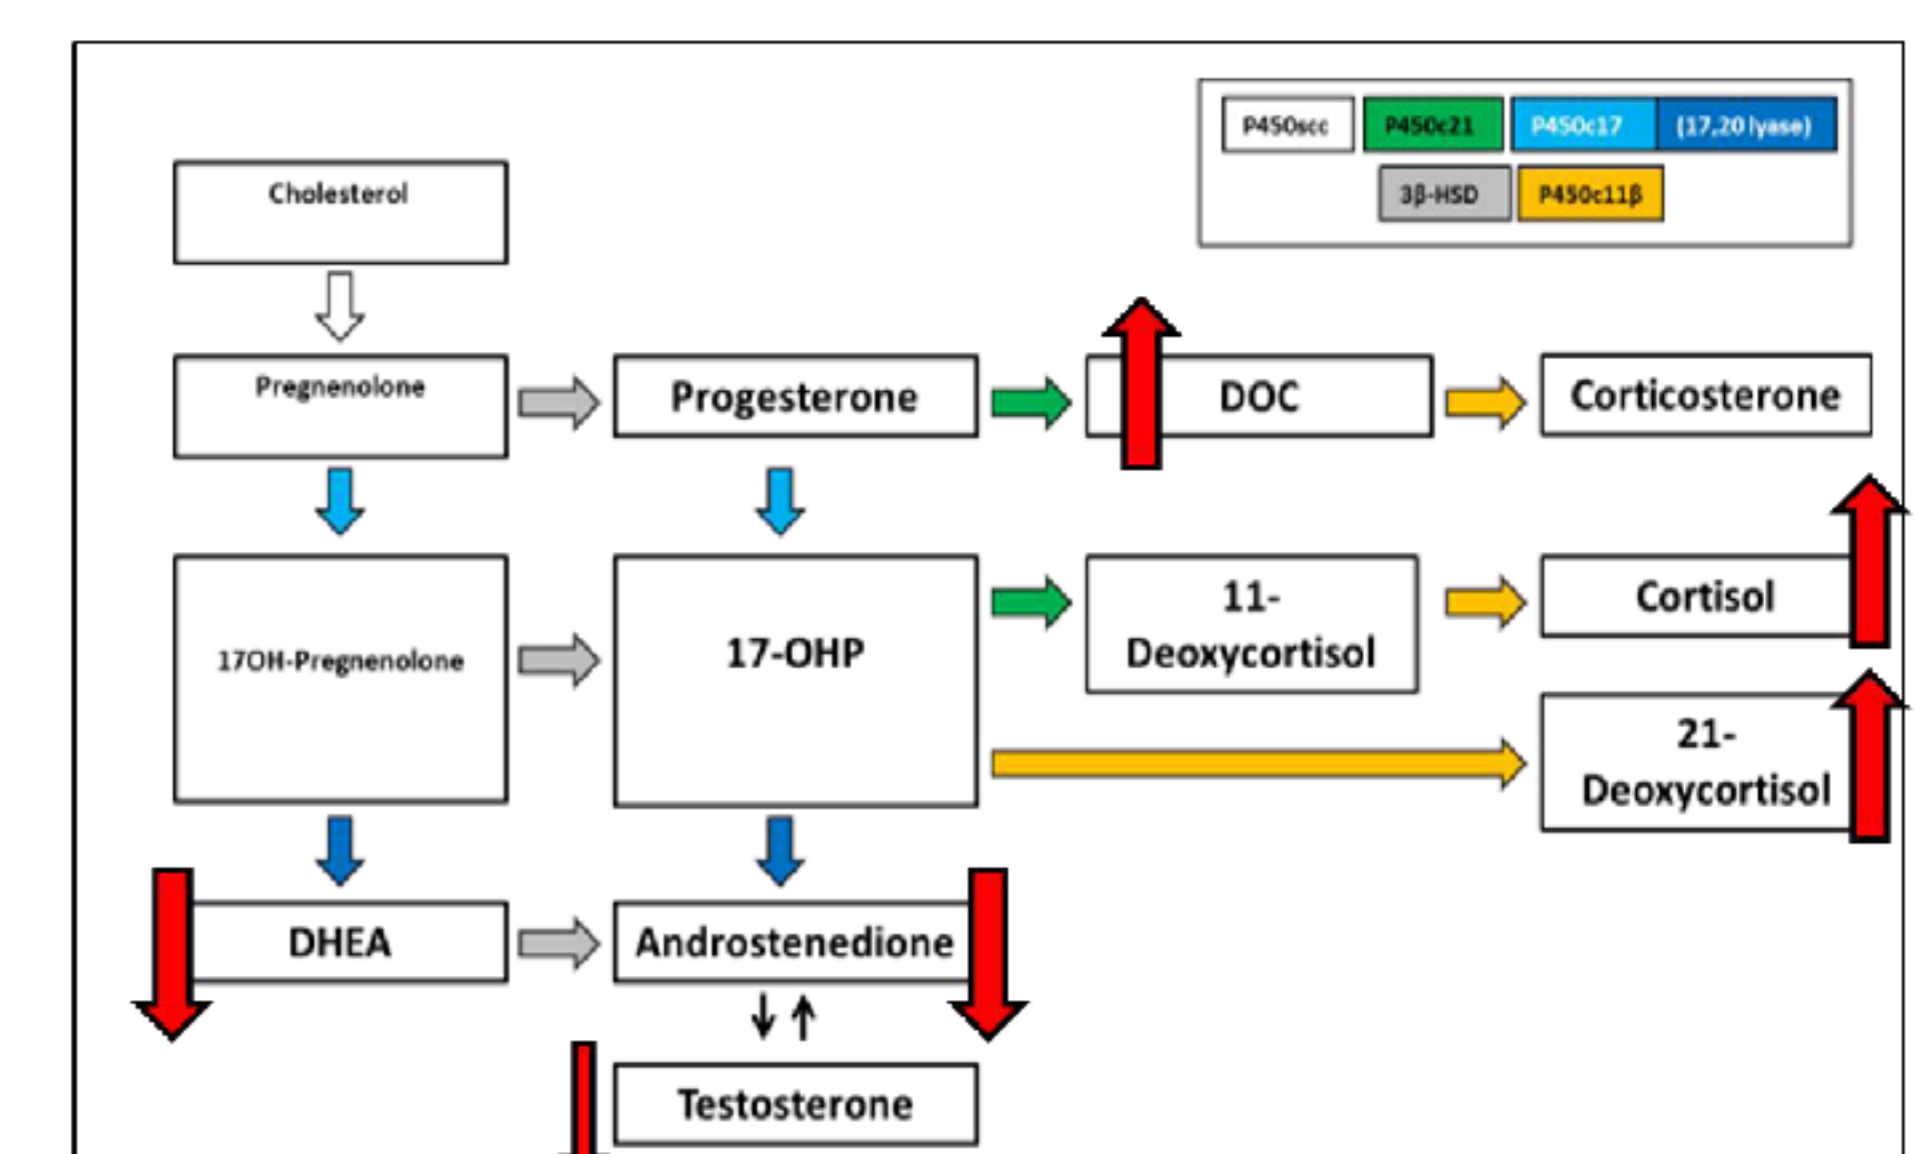 P450scc P450c21 P450c17 (17,20 lyase)
3β-HSD P450c11β
Cholesterol
Pregnenolone
Progesterone
DOC
Corticosterone
17OH-Pregnenolone
17-OHP
11-
Deoxycortisol
Cortisol
21-
Deoxycortisol
DHEA
Androstenedione
Testosterone